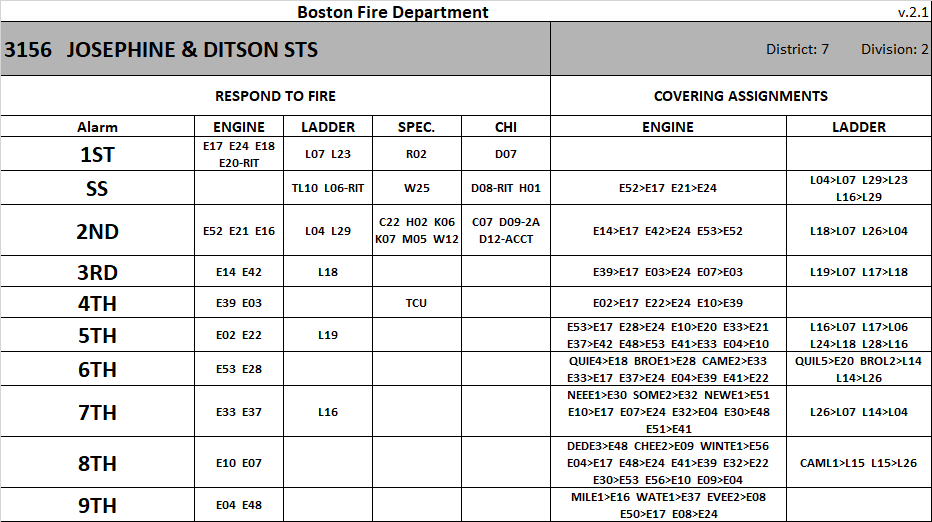 Boston Fire Department
v.2.1
3156 JOSEPHINE & DITSON STS
District: 7 Division: 2
RESPOND TO FIRE
COVERING ASSIGNMENTS
Alarm ENGINE LADDER SPEC. CHI ENGINE LADDER
1ST
E17 E24 E18
E20-RIT
L07 L23
R02
D07
SS
TL10 L06-RIT
W25
D08-RIT H01
E52>E17 E21>E24
L04>L07 L29>L23
L16>L29
2ND
E52 E21 E16
L04 L29
C22 H02 K06
K07 M05 W12
C07 D09-2A
D12-ACCT
E14>E17 E42>E24 E53>E52
L18>L07 L26>L04
3RD
E14 E42
L18
E39>E17 E03>E24 E07>E03
L19>L07 L17>L18
4TH
E39 E03
TCU
E02>E17 E22>E24 E10>E39
5TH
E02 E22
L19
E53>E17 E28>E24 E10>E20 E33>E21
E37>E42 E48>E53 E41>E33 E04>E10
L16>L07 L17>L06
L24>L18 L28>L16
6TH
E53 E28
QUIE4>E18 BROE1>E28 CAME2>E33
E33>E17 E37>E24 E04>E39 E41>E22
QUIL5>E20 BROL2>L14
L14>L26
7TH
E33 E37
L16
NEEE1>E30 SOME2>E32 NEWE1>E51
E10>E17 E07>E24 E32>E04 E30>E48
E51>E41
L26>L07 L14>L04
8TH
E10 E07
DEDE3>E48 CHEE2>E09 WINTE1>E56
E04>E17 E48>E24 E41>E39 E32>E22
E30>E53 E56>E10 E09>E04
CAML1>L15 L15>L26
9TH
E04 E48
MILE1>E16 WATE1>E37 EVEE2>E08
E50>E17 E08>E24